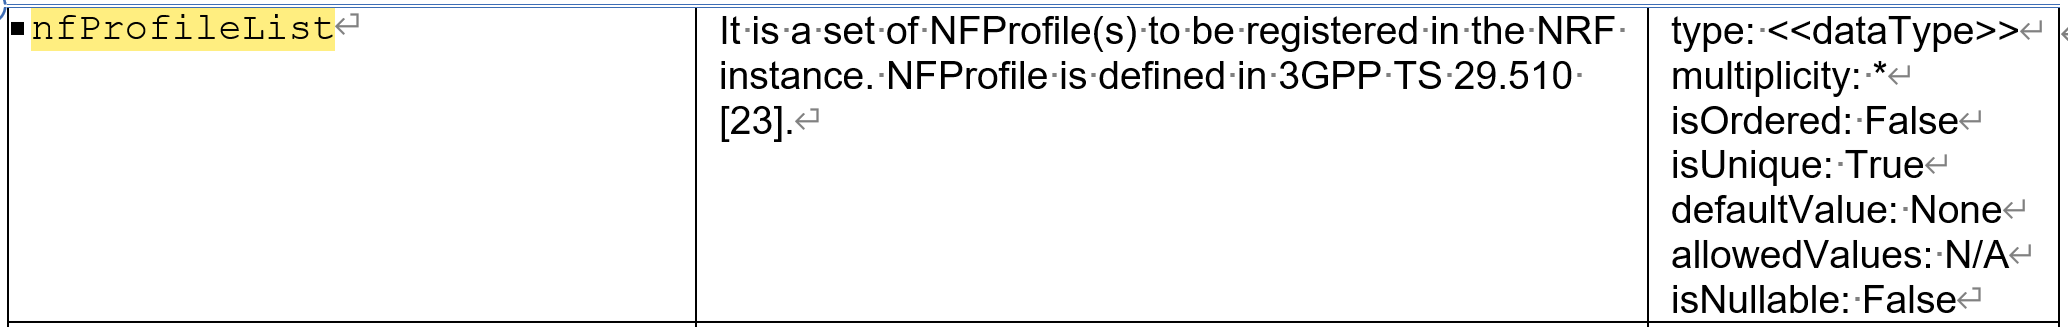 nfProfileList
It is a set of NFProfile(s) to be registered in the NRF
instance. NFProfile is defined in 3GPP TS 29.510
[23].
type: <<dataType>>
multiplicity: *
isOrdered: False
isUnique: True
defaultValue: None
allowedValues: N/A
isNullable: False